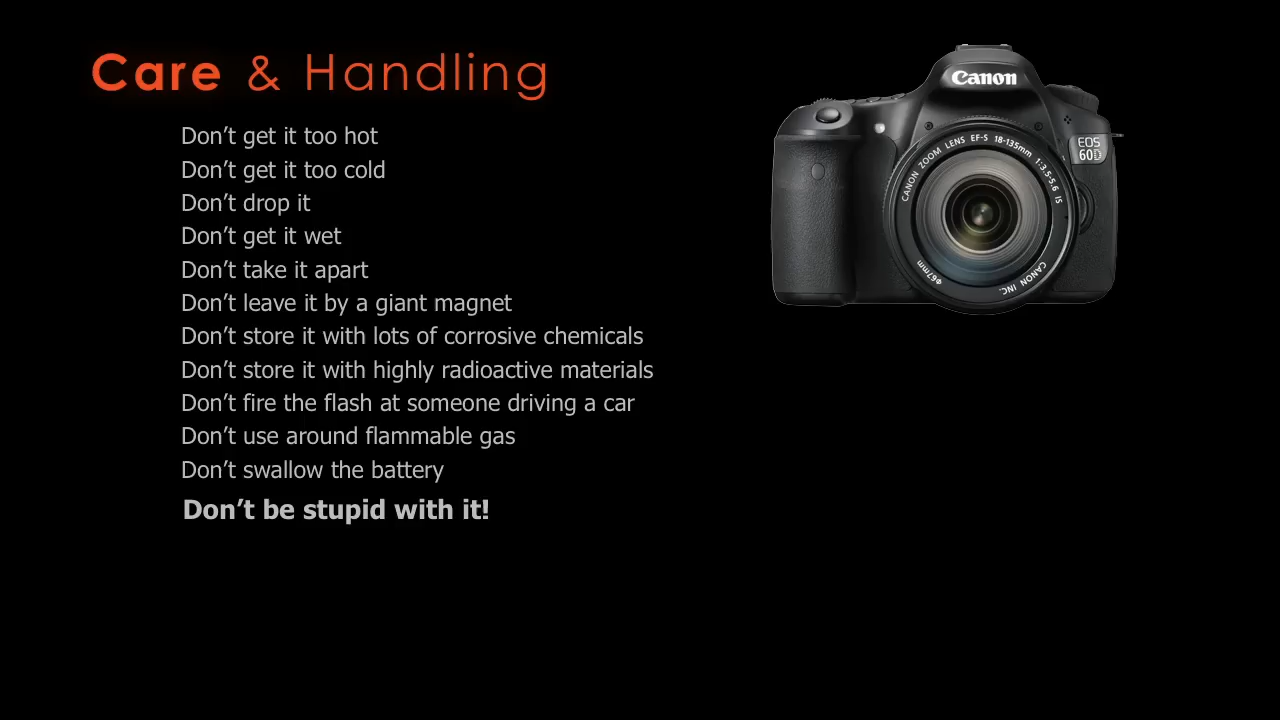 Care & Handling
Don’t get it too hot
Don’t get it too cold
Don’t drop it
Don’t get it wet
Don’t take it apart
Don’t leave it by a giant magnet
Don’t store it with lots of corrosive chemicals
Don’t store it with highly radioactive materials
Don’t fire the flash at someone driving a car
Don’t use around flammable gas
Don’t swallow the battery
Don’t be stupid with it!
Canon
EOS
60D
CANON ZOOM LENS EF-S 18-135mm 1:3.5-5.6 IS
CANON INC.
Φ67mm